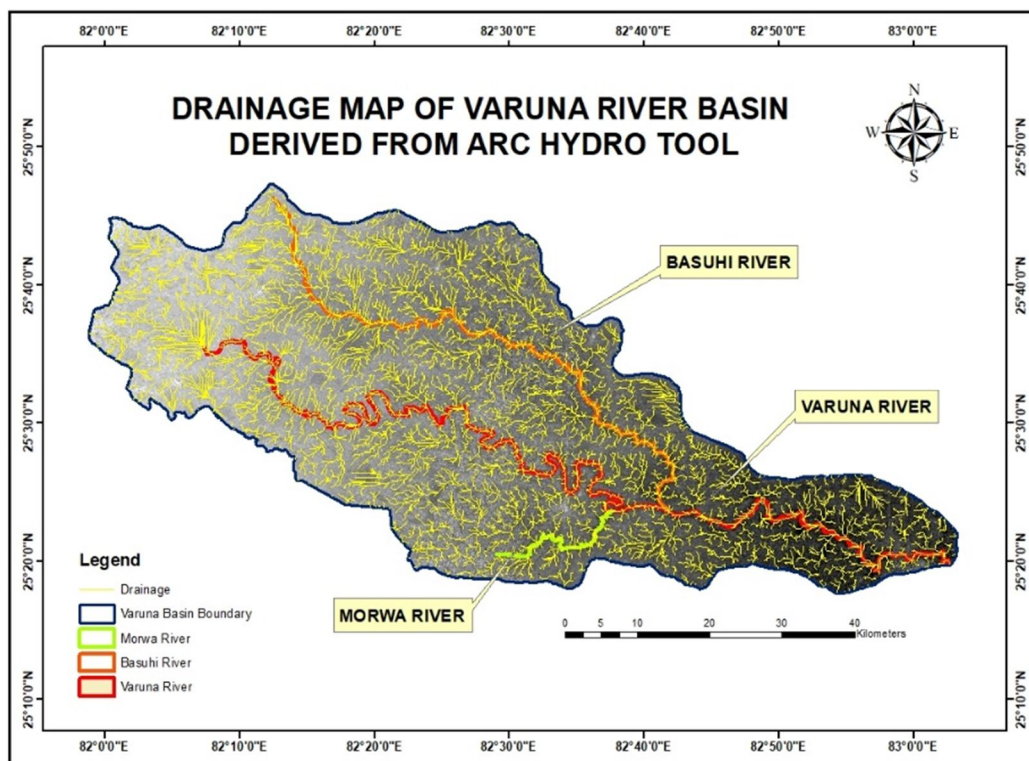 82°0'0"E 82°10'0"E 82°20'0"E 82°30'0"E 82°40'0"E 82°50'0"E 83°0'0"E
DRAINAGE MAP OF VARUNA RIVER BASIN
DERIVED FROM ARC HYDRO TOOL
N
W E
S
25°50'0"N 25°50'0"N
BASUHI RIVER
25°40'0"N 25°40'0"N
VARUNA RIVER
25°30'0"N 25°30'0"N
25°20'0"N 25°20'0"N
MORWA RIVER
Legend
Drainage
Varuna Basin Boundary
Morwa River
Basuhi River
Varuna River
0 5 10 20 30 40
Kilometers
25°10'0"N 25°10'0"N
82°0'0"E 82°10'0"E 82°20'0"E 82°30'0"E 82°40'0"E 82°50'0"E 83°0'0"E